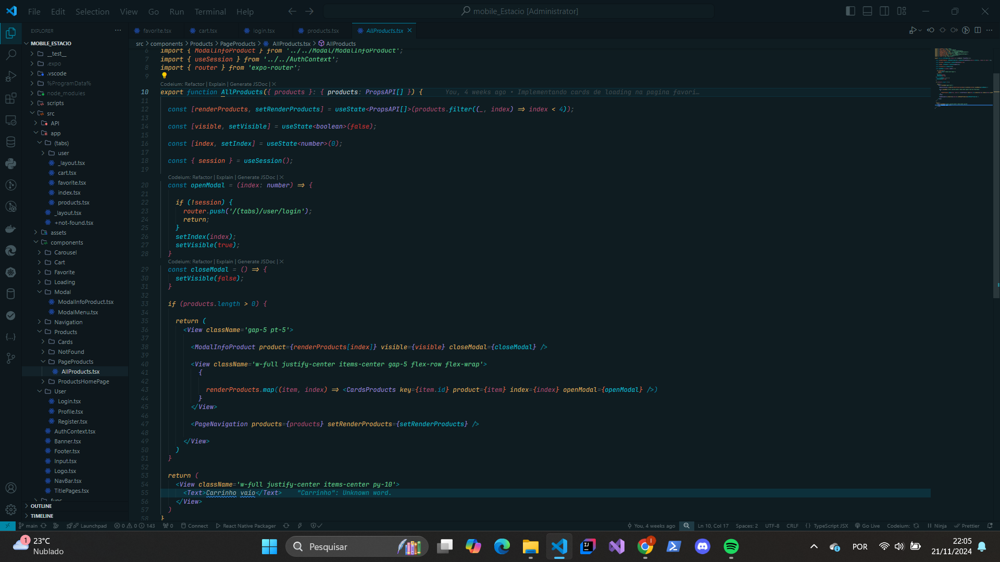 File Edit Selection View Go Run Terminal Help
mobile_Estacio [Administrator]
EXPLORER
MOBILE_ESTACIO
__test__
.expo
.vscode
%ProgramData%
node_modules
scripts
src
API
app
(tabs)
user
_layout.tsx
cart.tsx
favorite.tsx
index.tsx
products.tsx
_layout.tsx
+not-found.tsx
assets
components
Carousel
Cart
Favorite
Loading
Modal
ModalInfoProduct.tsx
ModalMenu.tsx
Navigation
Products
Cards
NotFound
PageProducts
AllProducts.tsx
ProductsHomePage
User
Login.tsx
Profile.tsx
Register.tsx
AuthContext.tsx
Banner.tsx
Footer.tsx
Input.tsx
Logo.tsx
NavBar.tsx
TitlePages.tsx
func
OUTLINE
TIMELINE
favorite.tsx cart.tsx login.tsx products.tsx AllProducts.tsx
src > components > Products > PageProducts > AllProducts.tsx > AllProducts
6 import { ModalInfoProduct } from '../../Modal/ModalInfoProduct';
7 import { useSession } from '../../AuthContext';
8 import { router } from 'expo-router';
9
Codeium: Refactor | Explain | Generate JSDoc | ✕
10 export function AllProducts({ products }: { products: PropsAPI[] }) { You, 4 weeks ago • Implementando cards de loading na pagina favori…
11
12 const [renderProducts, setRenderProducts] = useState<PropsAPI[]>(products.filter((_, index) => index < 4));
13
14 const [visible, setVisible] = useState<boolean>(false);
15
16 const [index, setIndex] = useState<number>(0);
17
18 const { session } = useSession();
19
Codeium: Refactor | Explain | Generate JSDoc | ✕
20 const openModal = (index: number) => {
21
22 if (!session) {
23 router.push('/(tabs)/user/login');
24 return;
25 }
26 setIndex(index);
27 setVisible(true);
28 }
Codeium: Refactor | Explain | Generate JSDoc | ✕
29 const closeModal = () => {
30 setVisible(false);
31 }
32
33 if (products.length > 0) {
34
35 return (
36 <View className='gap-5 pt-5'>
37
38 <ModalInfoProduct product={renderProducts[index]} visible={visible} closeModal={closeModal} />
39
40 <View className='w-full justify-center items-center gap-5 flex-row flex-wrap'>
41 {
42
43 renderProducts.map((item, index) => <CardsProducts key={item.id} product={item} index={index} openModal={openModal} />)
44 }
45 </View>
46
47 <PageNavigation products={products} setRenderProducts={setRenderProducts} />
48
49 </View>
50 )
51 }
52
53 return (
54 <View className='w-full justify-center items-center py-10'>
55 <Text>Carrinho vaio</Text> "Carrinho": Unknown word.
56 </View>
57 )
58 }
main Launchpad 0 0 143 0 Connect React Native Packager You, 4 weeks ago Ln 10, Col 17 Spaces: 2 UTF-8 CRLF {} TypeScript JSX Go Live Codeium: Ninja Prettier
1
23°C
Nublado
Pesquisar
POR
22:05
21/11/2024